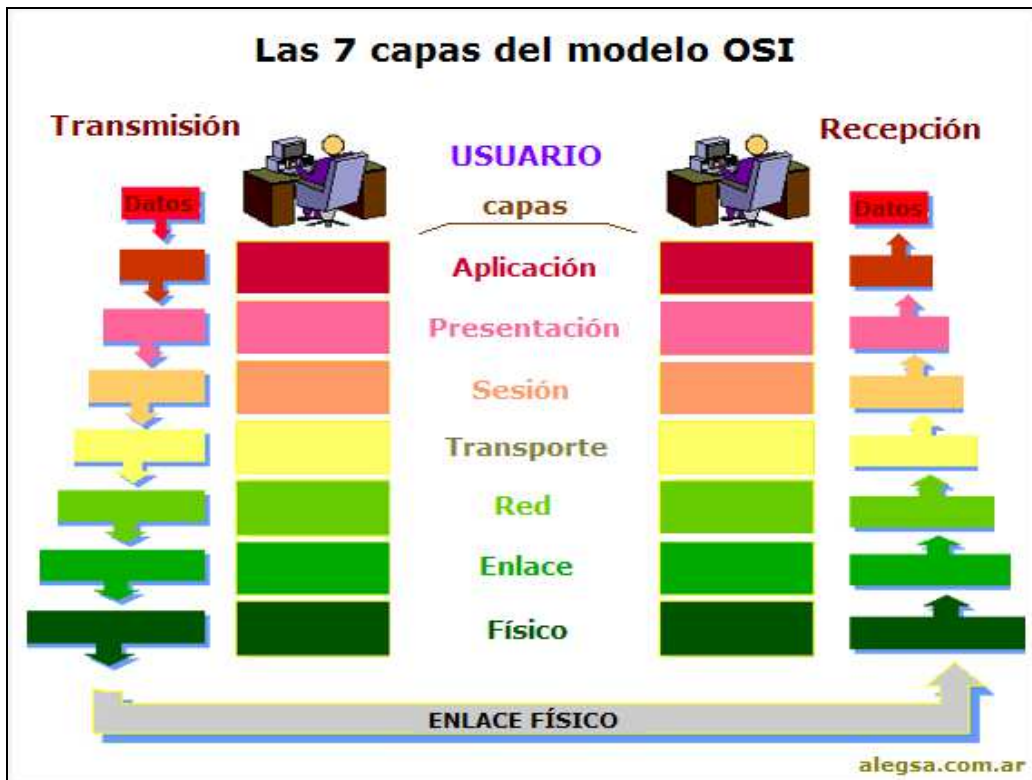 Las 7 capas del modelo OSI
Transmisión
Recepción
USUARIO
Datos
capas
Datos
Aplicación
Presentación
Sesión
Transporte
Red
Enlace
Físico
ENLACE FÍSICO
alegsa.com.ar